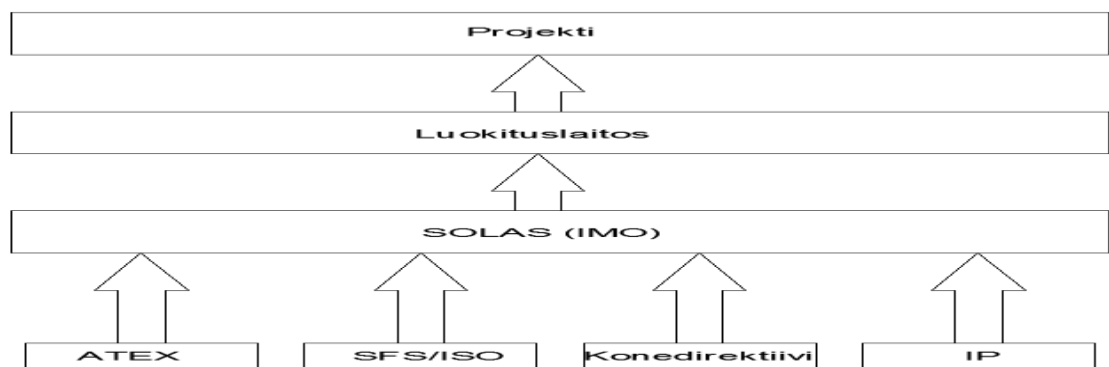 Projekti
Luokituslaitos
SOLAS (IMO)
ATEX
SFS/ISO
Konedirektiivi
IP